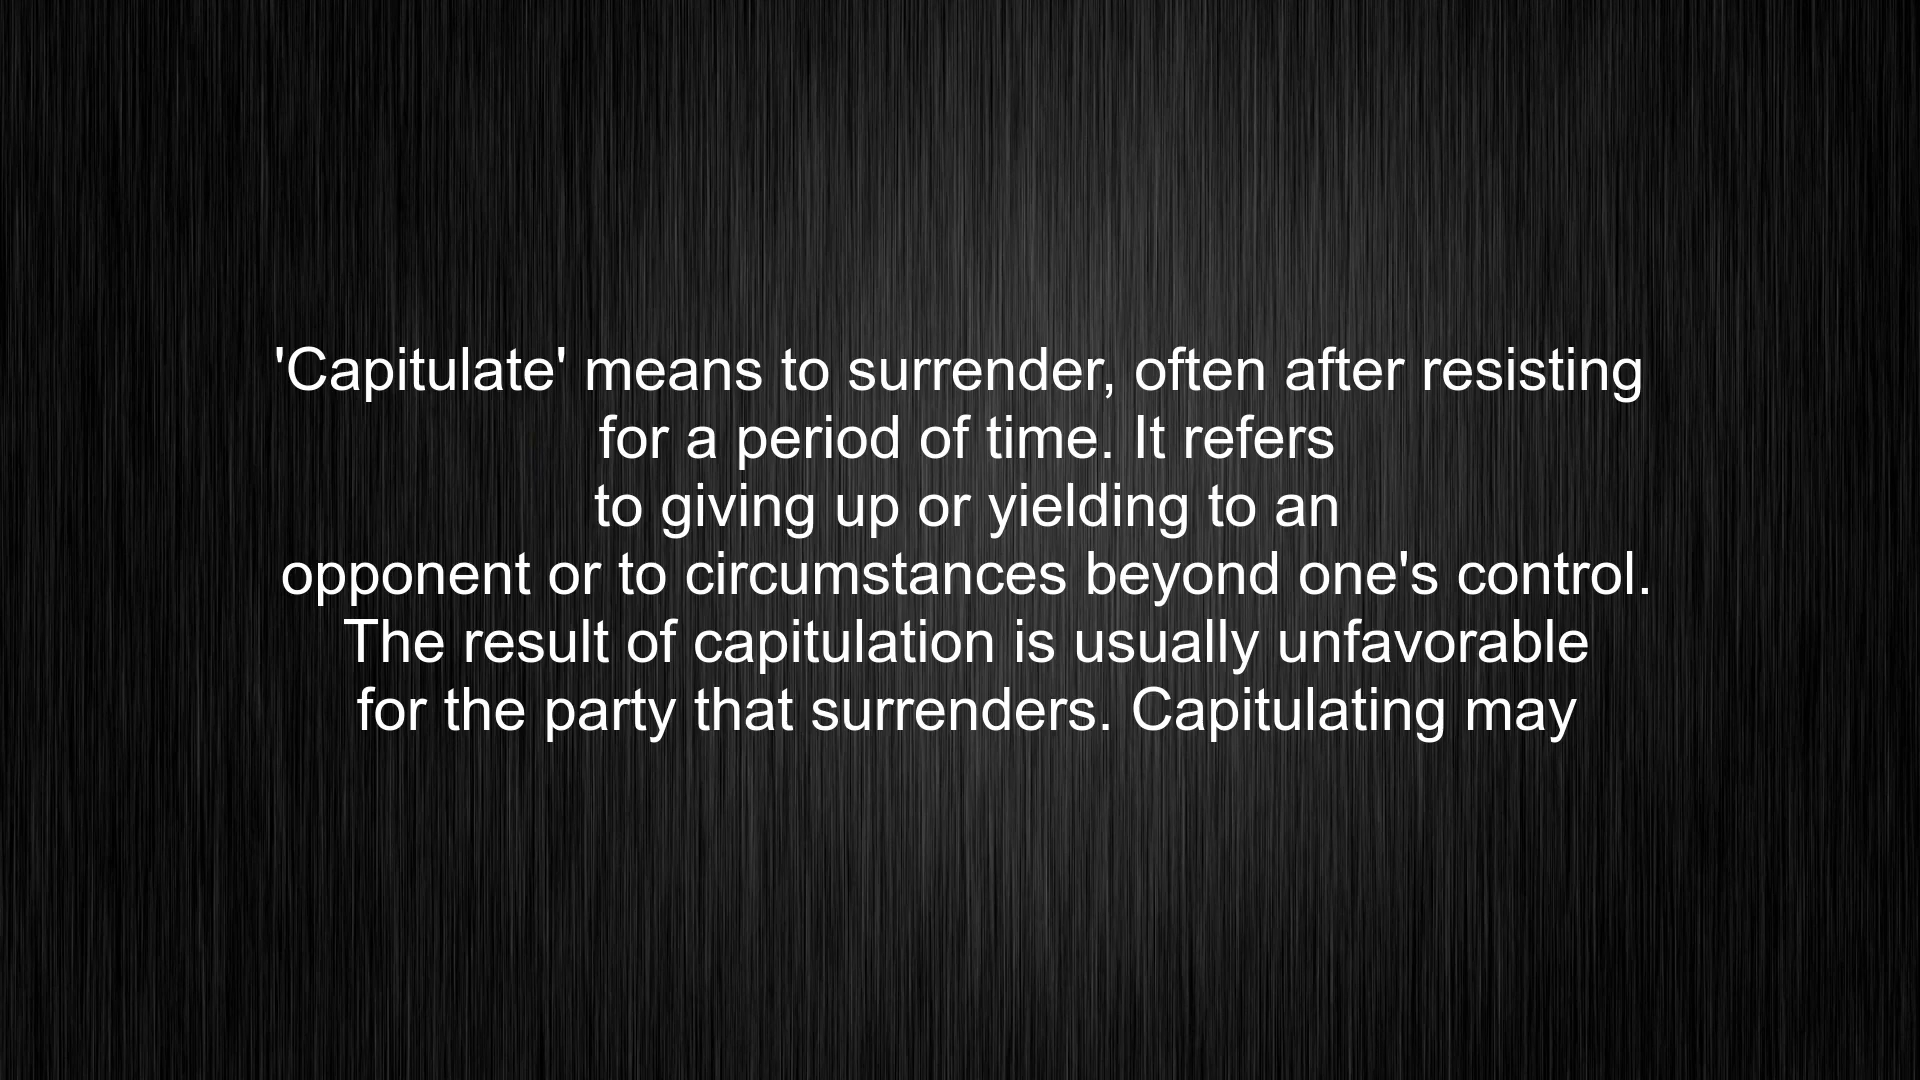 'Capitulate' means to surrender, often after resisting
for a period of time. It refers
to giving up or yielding to an
opponent or to circumstances beyond one's control.
The result of capitulation is usually unfavorable
for the party that surrenders. Capitulating may